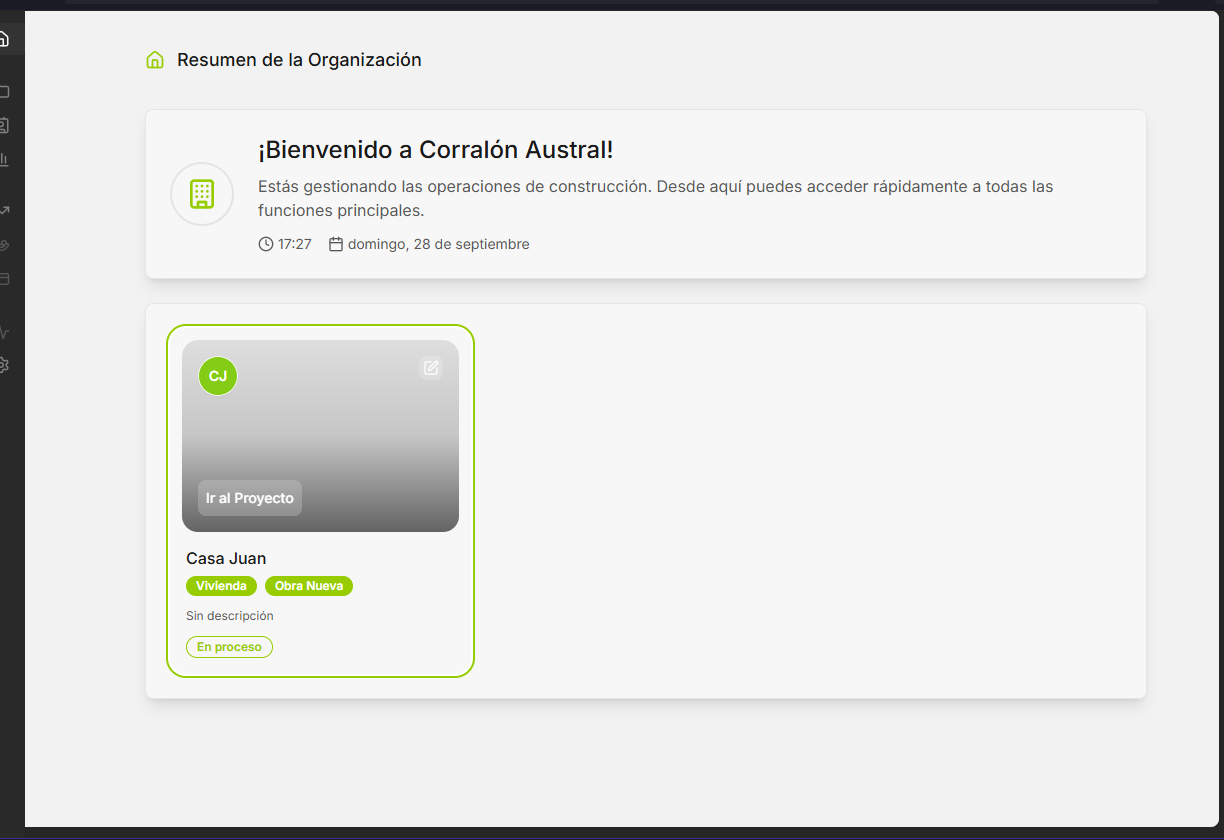 Resumen de la Organización
¡Bienvenido a Corralón Austral!
Estás gestionando las operaciones de construcción. Desde aquí puedes acceder rápidamente a todas las
funciones principales.
17:27 domingo, 28 de septiembre
CJ
Ir al Proyecto
Casa Juan
Vivienda Obra Nueva
Sin descripción
En proceso